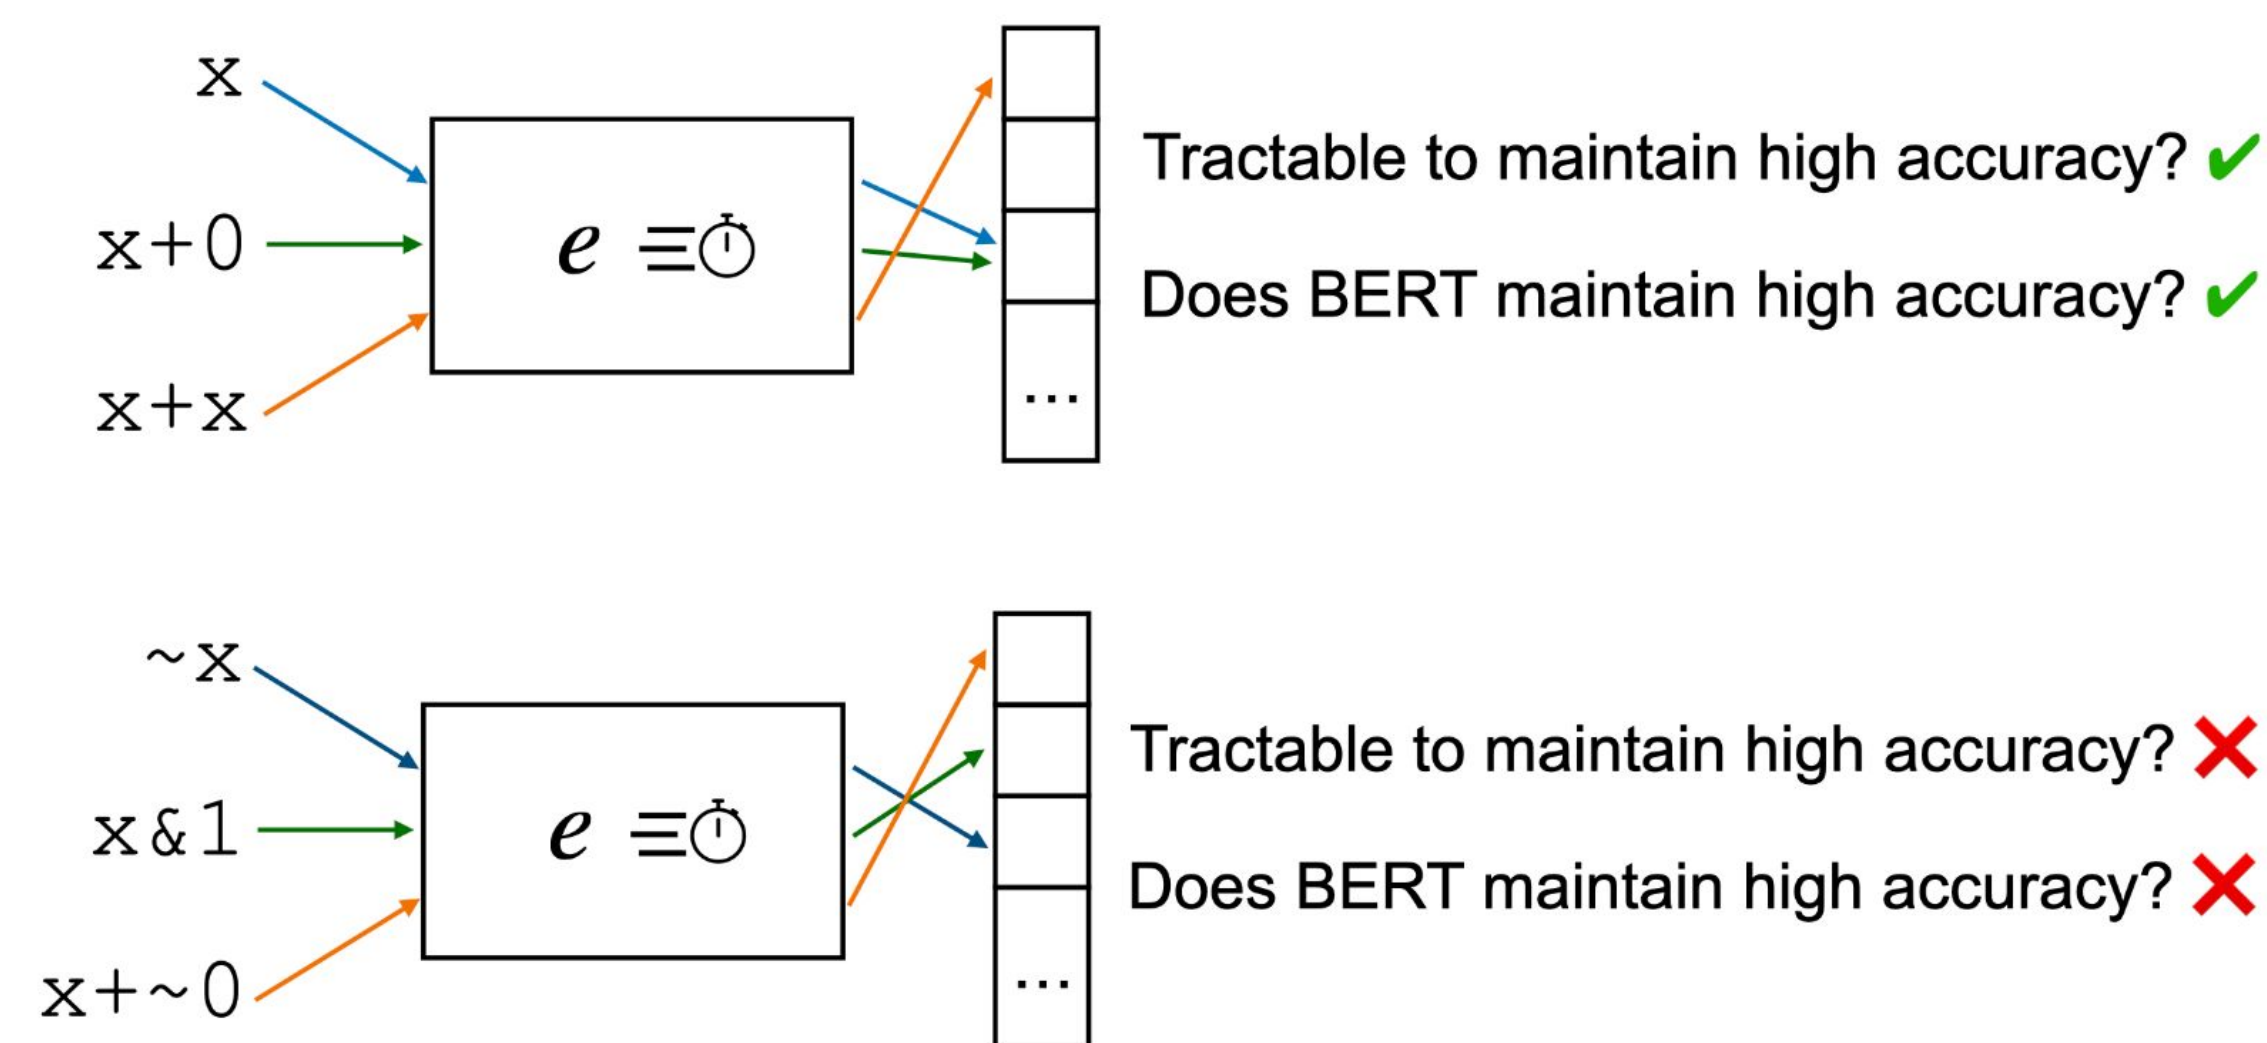 x
x+0
x+x
e ≡⏱
...
Tractable to maintain high accuracy? ✔
Does BERT maintain high accuracy? ✔
~x
x&1
x+~0
e ≡⏱
...
Tractable to maintain high accuracy? ❌
Does BERT maintain high accuracy? ❌